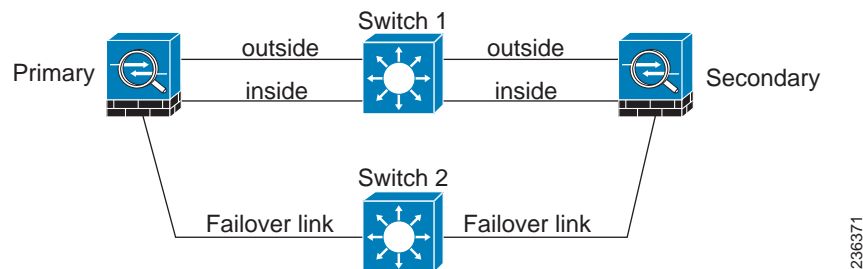 Switch 1
outside outside
Primary
Secondary
inside inside
Switch 2
Failover link Failover link
236371